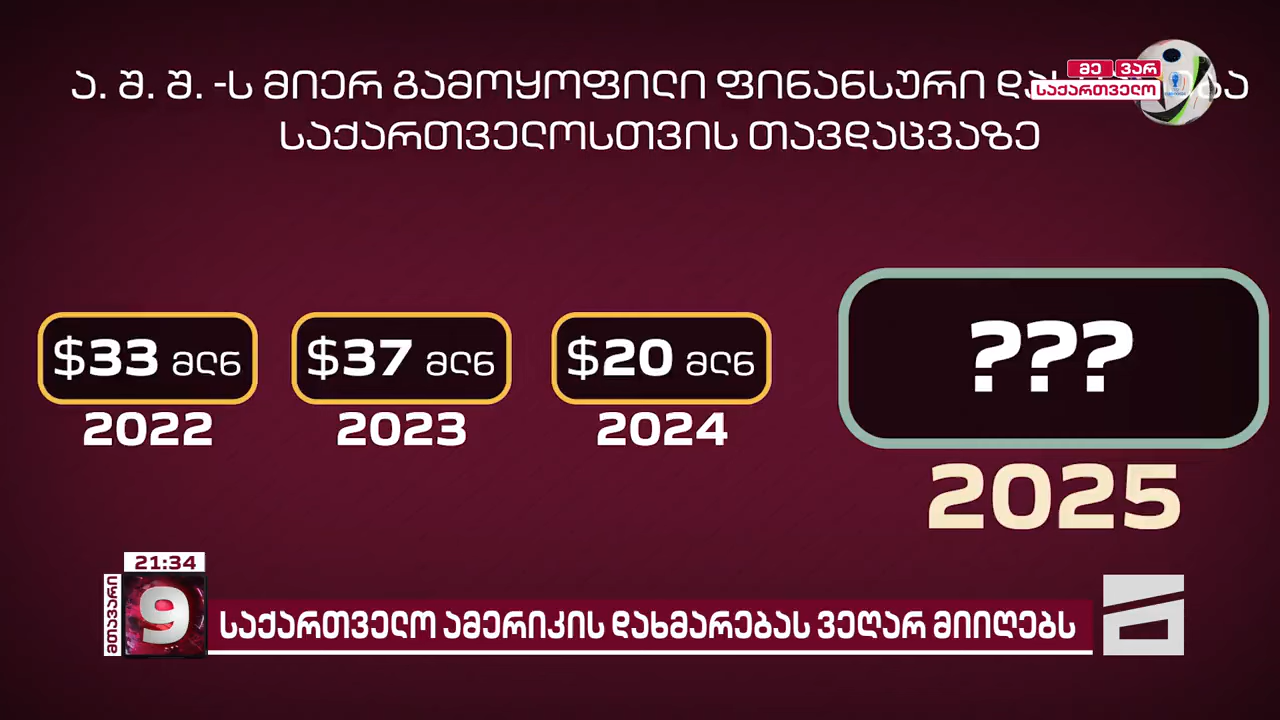 ა. შ. შ. -ს მიერ გამოყოფილი ფინანსური
საქართველოსთვის თავდაცვაზე
მე ვარ
საქართველო
$33 მლნ
$37 მლნ
$20 მლნ
???
2022
2023
2024
2025
21:34
მთავარი
9
საქართველო ამერიკის დახმარებას ვეღარ მიიღებს